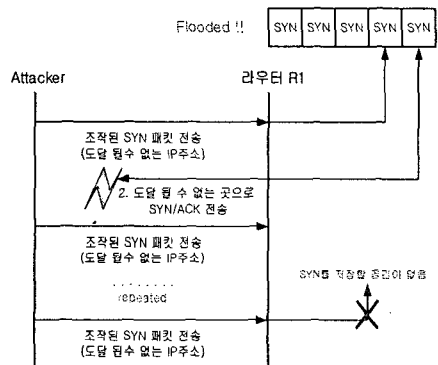 Flooded !!
SYN SYN SYN SYN SYN
Attacker
라우터 R1
조작된 SYN 패킷 전송
(도달 될수 없는 IP주소)
2. 도달 될 수 없는 곳으로
SYN/ACK 전송
조작된 SYN 패킷 전송
(도달 될수 없는 IP주소)
........
repeated
SYN를 저장할 공간이 없음
조작된 SYN 패킷 전송
(도달 될수 없는 IP주소)